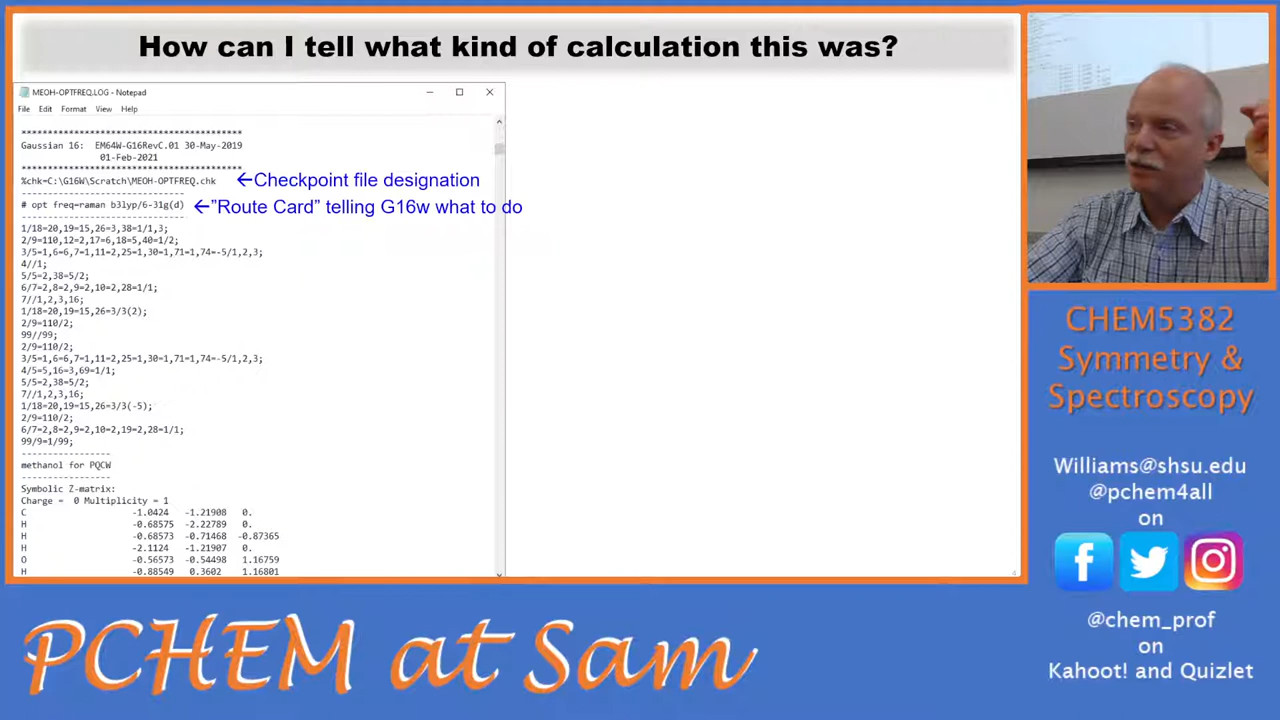 How can I tell what kind of calculation this was?
MEOH-OPTFREQ.LOG - Notepad
File Edit Format View Help
******************************************
Gaussian 16: EM64W-G16RevC.01 30-May-2019
01-Feb-2021
******************************************
%chk=C:\G16W\Scratch\MEOH-OPTFREQ.chk ←Checkpoint file designation
-------------------------------
# opt freq=raman b3lyp/6-31g(d) ←"Route Card" telling G16w what to do
-------------------------------
1/18=20,19=15,26=3,38=1/1,3;
2/9=110,12=2,17=6,18=5,40=1/2;
3/5=1,6=6,7=1,11=2,25=1,30=1,71=1,74=-5/1,2,3;
4//1;
5/5=2,38=5/2;
6/7=2,8=2,9=2,10=2,28=1/1;
7//1,2,3,16;
1/18=20,19=15,26=3/3(2);
2/9=110/2;
99//99;
2/9=110/2;
3/5=1,6=6,7=1,11=2,25=1,30=1,71=1,74=-5/1,2,3;
4/5=5,16=3,69=1/1;
5/5=2,38=5/2;
7//1,2,3,16;
1/18=20,19=15,26=3/3(-5);
2/9=110/2;
6/7=2,8=2,9=2,10=2,19=2,28=1/1;
99/9=1/99;
-----------------
methanol for PQCW
-----------------
Symbolic Z-matrix:
Charge = 0 Multiplicity = 1
C -1.0424 -1.21908 0.
H -0.68575 -2.22789 0.
H -0.68573 -0.71468 -0.87365
H -2.1124 -1.21907 0.
O -0.56573 -0.54498 1.16759
H -0.88549 0.3602 1.16801
CHEM5382
Symmetry &
Spectroscopy
Williams@shsu.edu
@pchem4all
on
@chem_prof
on
Kahoot! and Quizlet
PCHEM at Sam